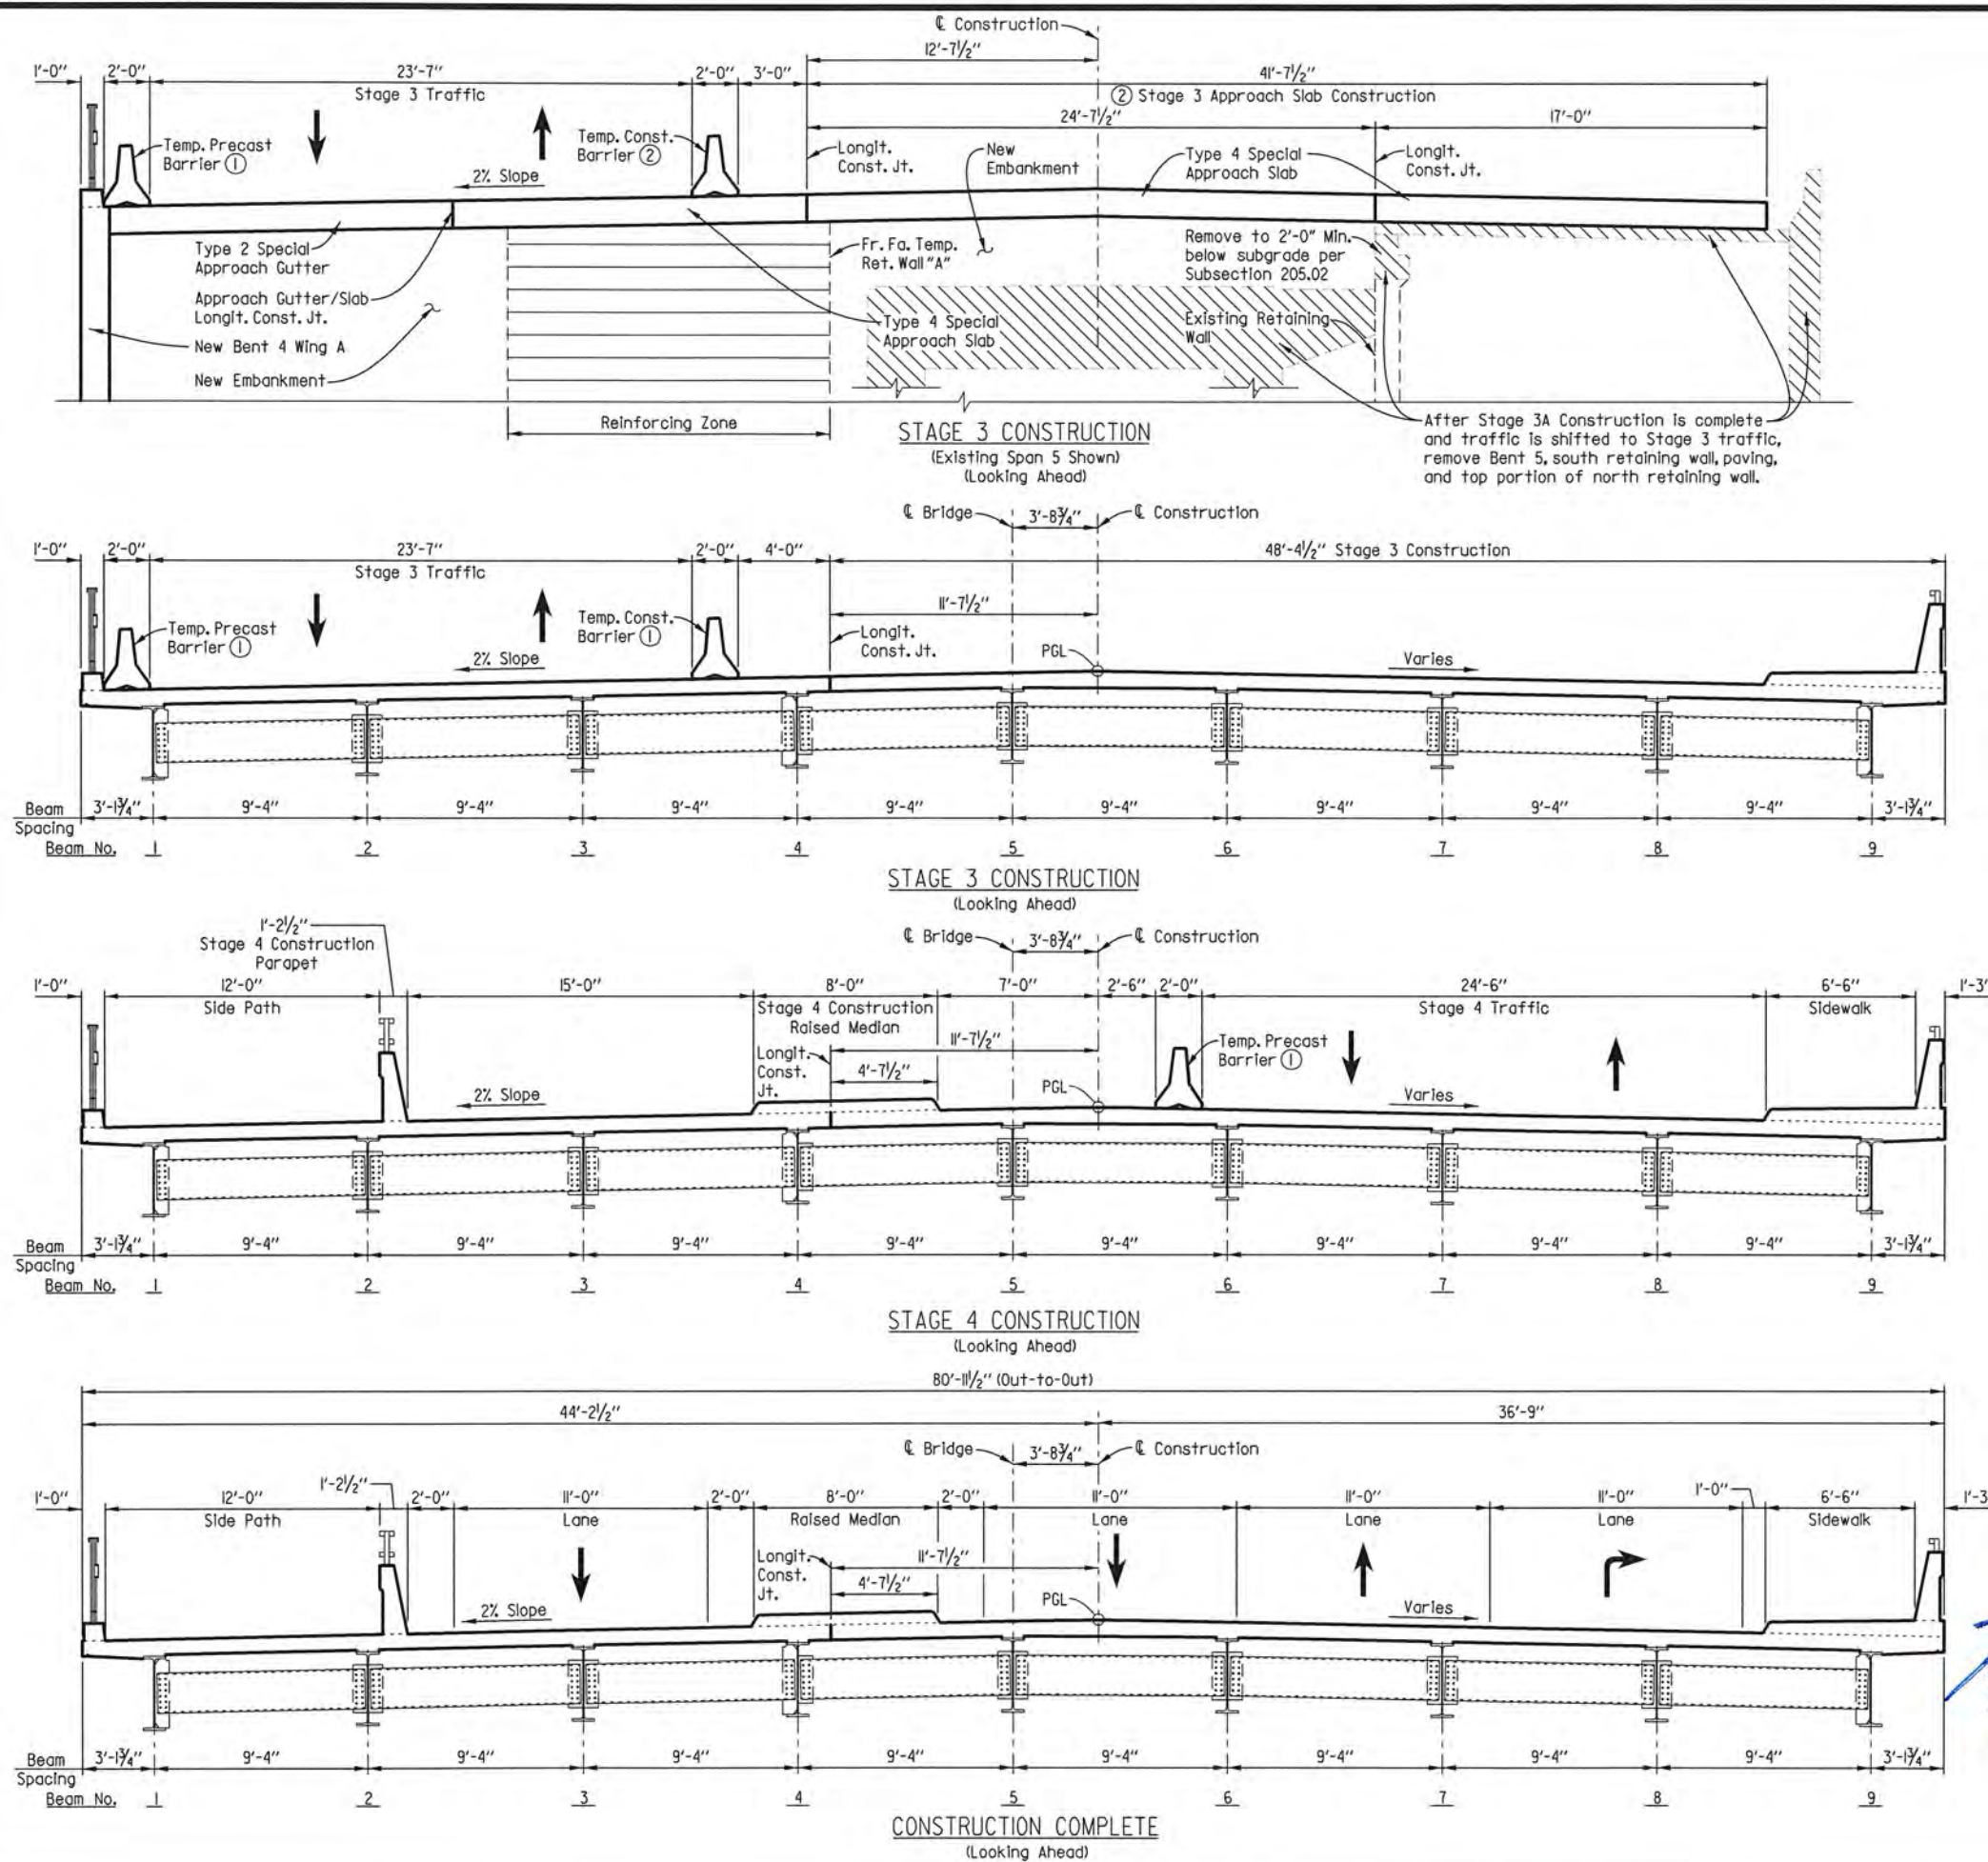 ℄ Construction
12'-7½"
1'-0" 2'-0" 23'-7" 2'-0" 3'-0" 41'-7½"
Stage 3 Traffic
② Stage 3 Approach Slab Construction
24'-7½" 17'-0"
Temp. Precast
Barrier ①
Temp. Const.
Barrier ②
2% Slope
Longit.
Const. Jt.
New
Embankment
Type 4 Special
Approach Slab
Longit.
Const. Jt.
Type 2 Special
Approach Gutter
Approach Gutter/Slab
Longit. Const. Jt.
New Bent 4 Wing A
New Embankment
Fr. Fa. Temp.
Ret. Wall "A"
Type 4 Special
Approach Slab
Remove to 2'-0" Min.
below subgrade per
Subsection 205.02
Existing Retaining
Wall
Reinforcing Zone
After Stage 3A Construction is complete
and traffic is shifted to Stage 3 traffic,
remove Bent 5, south retaining wall, paving,
and top portion of north retaining wall.
STAGE 3 CONSTRUCTION
(Existing Span 5 Shown)
(Looking Ahead)
℄ Bridge 3'-8¾" ℄ Construction
1'-0" 2'-0" 23'-7" 2'-0" 4'-0" 48'-4½" Stage 3 Construction
Stage 3 Traffic
11'-7½"
Temp. Precast
Barrier ①
Temp. Const.
Barrier ①
2% Slope
Longit.
Const. Jt.
PGL
Varies
Beam
Spacing
3'-1¾" 9'-4" 9'-4" 9'-4" 9'-4" 9'-4" 9'-4" 9'-4" 9'-4" 3'-1¾"
Beam No. 1 2 3 4 5 6 7 8 9
STAGE 3 CONSTRUCTION
(Looking Ahead)
1'-2½"
Stage 4 Construction
Parapet
℄ Bridge 3'-8¾" ℄ Construction
1'-0" 12'-0" 15'-0" 8'-0" 7'-0" 2'-6" 2'-0" 24'-6" 6'-6" 1'-3
Side Path
Stage 4 Construction
Raised Median
Stage 4 Traffic
Sidewalk
Longit.
Const.
Jt.
11'-7½"
4'-7½"
Temp. Precast
Barrier ①
2% Slope
PGL
Varies
Beam
Spacing
3'-1¾" 9'-4" 9'-4" 9'-4" 9'-4" 9'-4" 9'-4" 9'-4" 9'-4" 3'-1¾"
Beam No. 1 2 3 4 5 6 7 8 9
STAGE 4 CONSTRUCTION
(Looking Ahead)
80'-11½" (Out-to-Out)
44'-2½" 36'-9"
℄ Bridge 3'-8¾" ℄ Construction
1'-0" 12'-0" 1'-2½" 2'-0" 11'-0" 2'-0" 8'-0" 2'-0" 11'-0" 11'-0" 11'-0" 1'-0" 6'-6" 1'-3
Side Path Lane Raised Median Lane Lane Lane Sidewalk
Longit.
Const.
Jt.
11'-7½"
4'-7½"
2% Slope
PGL
Varies
Beam
Spacing
3'-1¾" 9'-4" 9'-4" 9'-4" 9'-4" 9'-4" 9'-4" 9'-4" 9'-4" 3'-1¾"
Beam No. 1 2 3 4 5 6 7 8 9
CONSTRUCTION COMPLETE
(Looking Ahead)